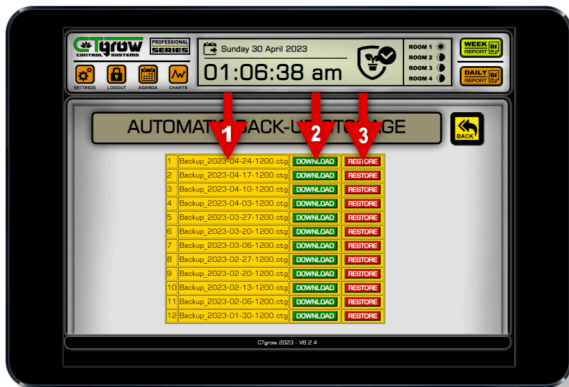 CTgrow
CONTROL SYSTEMS
PROFESSIONAL
SERIES
SETTINGS
LOGOUT
AGENDA
CHARTS
Sunday 30 April 2023
01:06:38 am
ROOM 1
ROOM 2
ROOM 3
ROOM 4
WEEK
REPORT
DAILY
REPORT
AUTOMATIC BACK-UP STORAGE
BACK
1
2
3
1 Backup_2023-04-24-1200.ctg DOWNLOAD RESTORE
2 Backup_2023-04-17-1200.ctg DOWNLOAD RESTORE
3 Backup_2023-04-10-1200.ctg DOWNLOAD RESTORE
4 Backup_2023-04-03-1200.ctg DOWNLOAD RESTORE
5 Backup_2023-03-27-1200.ctg DOWNLOAD RESTORE
6 Backup_2023-03-20-1200.ctg DOWNLOAD RESTORE
7 Backup_2023-03-06-1200.ctg DOWNLOAD RESTORE
8 Backup_2023-02-27-1200.ctg DOWNLOAD RESTORE
9 Backup_2023-02-20-1200.ctg DOWNLOAD RESTORE
10 Backup_2023-02-13-1200.ctg DOWNLOAD RESTORE
11 Backup_2023-02-06-1200.ctg DOWNLOAD RESTORE
12 Backup_2023-01-30-1200.ctg DOWNLOAD RESTORE
CTgrow 2023 - V6.2.4